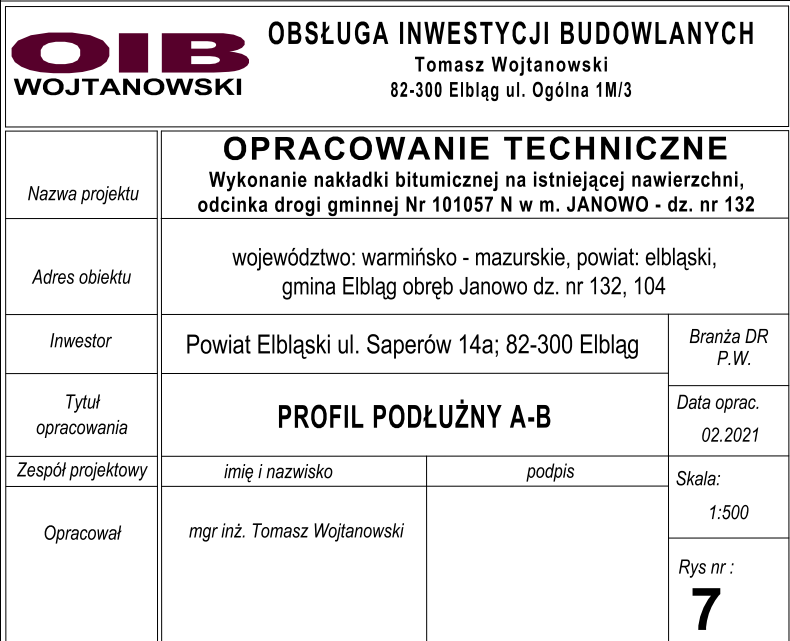 OIB
WOJTANOWSKI
OBSŁUGA INWESTYCJI BUDOWLANYCH
Tomasz Wojtanowski
82-300 Elbląg ul. Ogólna 1M/3
Nazwa projektu
OPRACOWANIE TECHNICZNE
Wykonanie nakładki bitumicznej na istniejącej nawierzchni,
odcinka drogi gminnej Nr 101057 N w m. JANOWO - dz. nr 132
Adres obiektu
województwo: warmińsko - mazurskie, powiat: elbląski,
gmina Elbląg obręb Janowo dz. nr 132, 104
Inwestor
Powiat Elbląski ul. Saperów 14a; 82-300 Elbląg
Branża DR
P.W.
Tytuł
opracowania
PROFIL PODŁUŻNY A-B
Data oprac.
02.2021
Zespół projektowy
imię i nazwisko
podpis
Skala:
1:500
Opracował
mgr inż. Tomasz Wojtanowski
Rys nr :
7